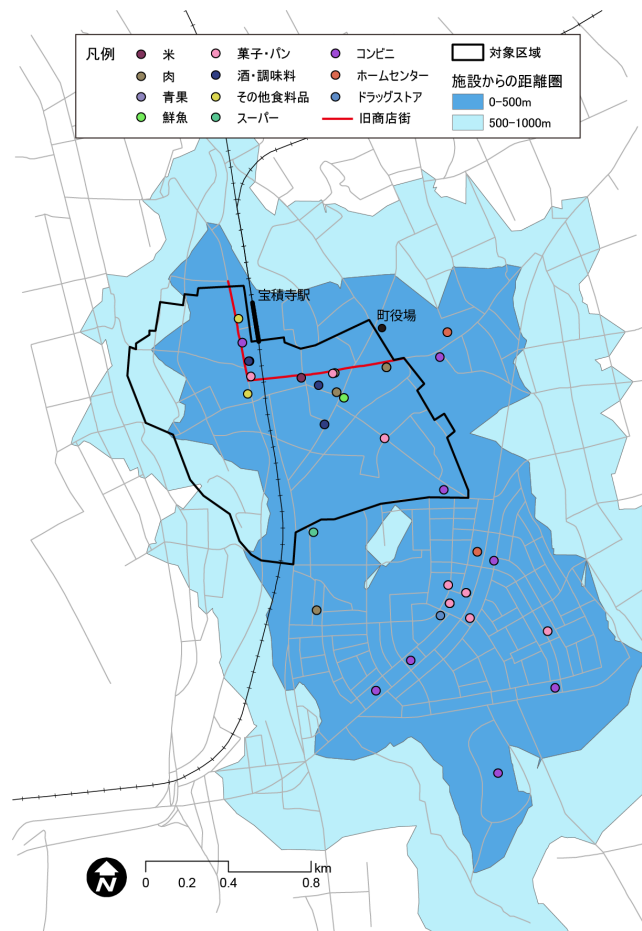 凡例
米
菓子・パン
コンビニ
対象区域
肉
酒・調味料
ホームセンター
施設からの距離圏
青果
その他食料品
ドラッグストア
0-500m
鮮魚
スーパー
旧商店街
500-1000m
宝積寺駅
町役場
N
km
0 0.2 0.4 0.8